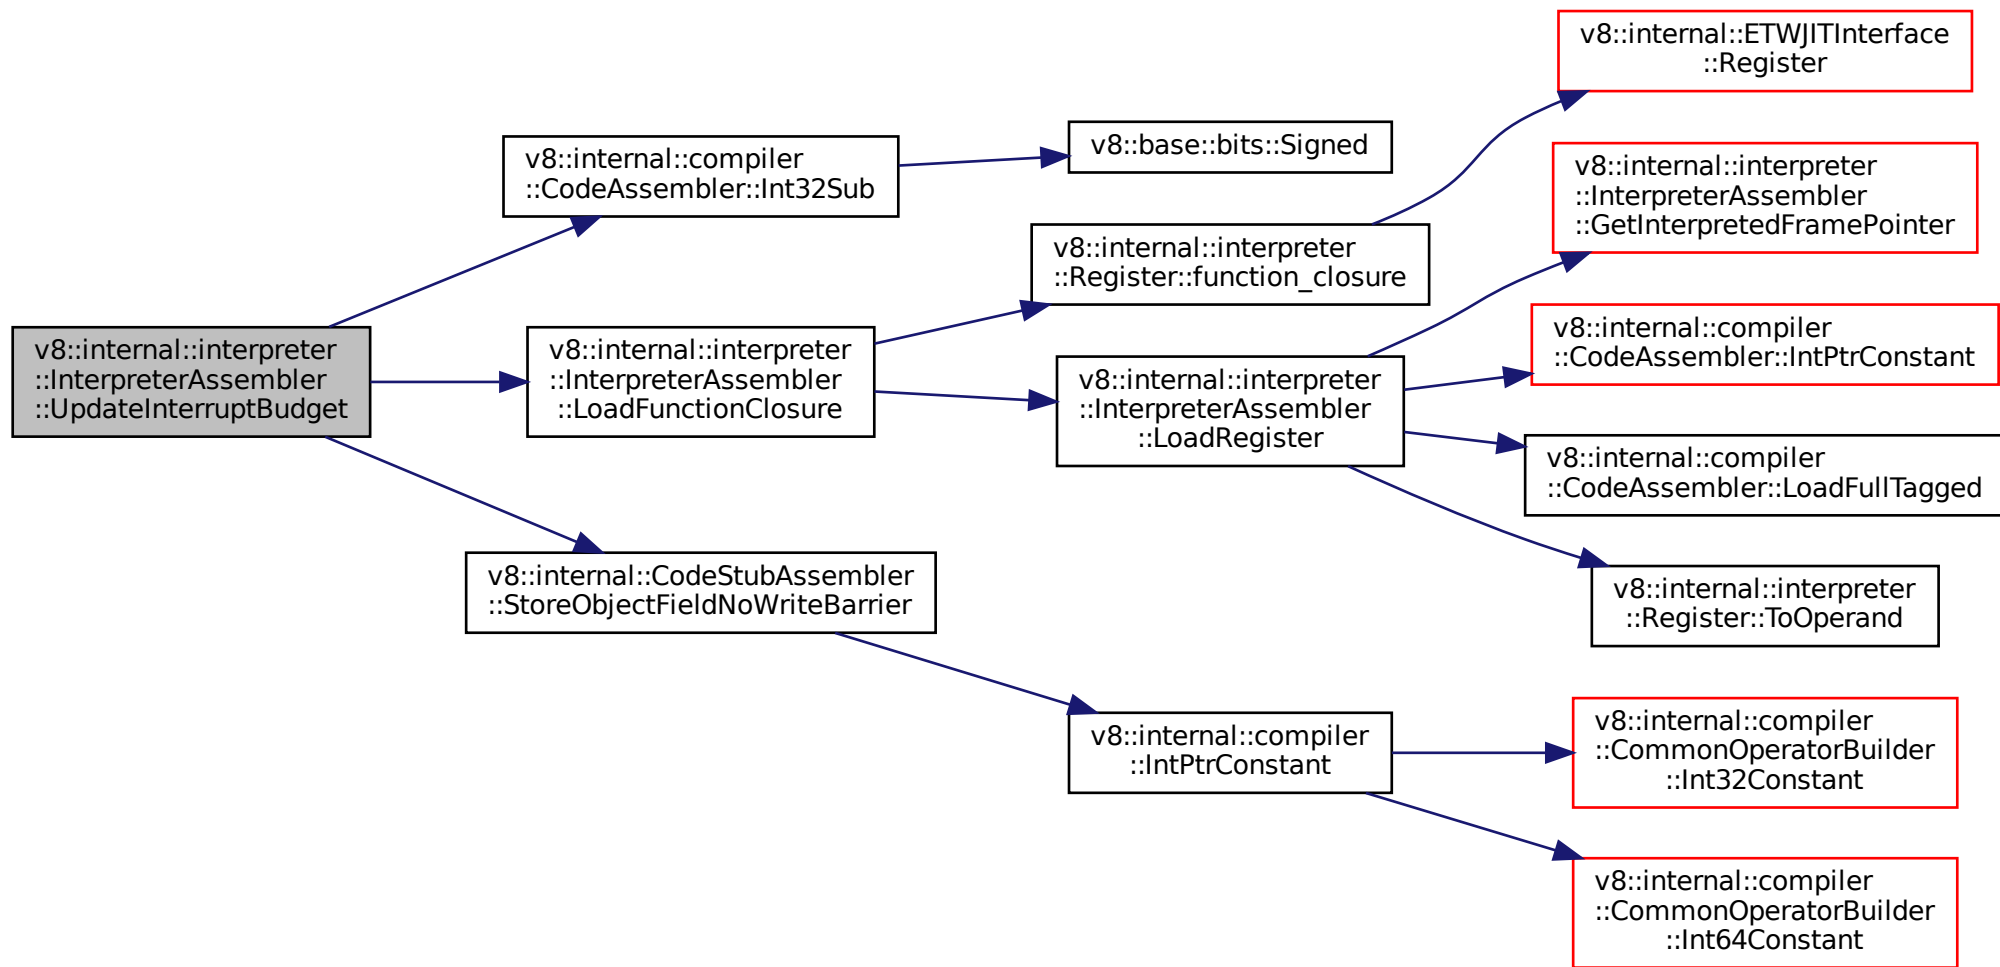 v8::internal::interpreter
::InterpreterAssembler
::UpdateInterruptBudget
v8::internal::compiler
::CodeAssembler::Int32Sub
v8::base::bits::Signed
v8::internal::interpreter
::InterpreterAssembler
::LoadFunctionClosure
v8::internal::interpreter
::Register::function_closure
v8::internal::ETWJITInterface
::Register
v8::internal::interpreter
::InterpreterAssembler
::LoadRegister
v8::internal::interpreter
::InterpreterAssembler
::GetInterpretedFramePointer
v8::internal::compiler
::CodeAssembler::IntPtrConstant
v8::internal::compiler
::CodeAssembler::LoadFullTagged
v8::internal::interpreter
::Register::ToOperand
v8::internal::CodeStubAssembler
::StoreObjectFieldNoWriteBarrier
v8::internal::compiler
::IntPtrConstant
v8::internal::compiler
::CommonOperatorBuilder
::Int32Constant
v8::internal::compiler
::CommonOperatorBuilder
::Int64Constant